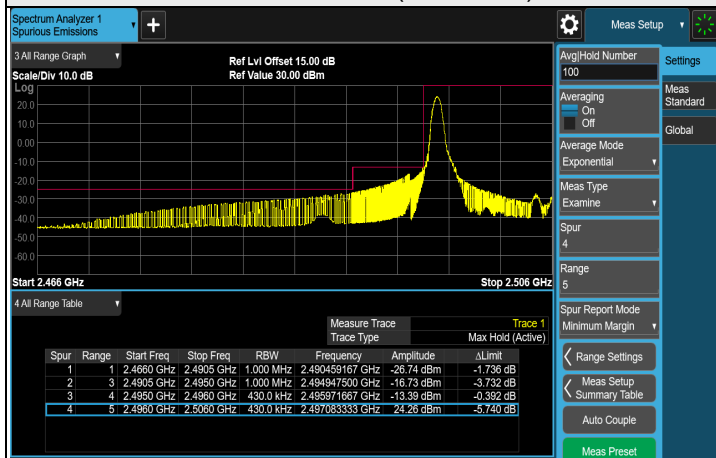 Spectrum Analyzer 1
Spurious Emissions
Meas Setup
3 All Range Graph
Ref Lvl Offset 15.00 dB
Scale/Div 10.0 dB
Ref Value 30.00 dBm
Log
20.0
10.0
0.00
-10.0
-20.0
-30.0
-40.0
-50.0
-60.0
Start 2.466 GHz
Stop 2.506 GHz
4 All Range Table
Measure Trace Trace 1
Trace Type Max Hold (Active)
Spur Range Start Freq Stop Freq RBW Frequency Amplitude ΔLimit
1 1 2.4660 GHz 2.4905 GHz 1.000 MHz 2.490459167 GHz -26.74 dBm -1.736 dB
2 3 2.4905 GHz 2.4950 GHz 1.000 MHz 2.494947500 GHz -16.73 dBm -3.732 dB
3 4 2.4950 GHz 2.4960 GHz 430.0 kHz 2.495971667 GHz -13.39 dBm -0.392 dB
4 5 2.4960 GHz 2.5060 GHz 430.0 kHz 2.497083333 GHz 24.26 dBm -5.740 dB
Avg|Hold Number
100
Averaging
On
Off
Average Mode
Exponential
Meas Type
Examine
Spur
4
Range
5
Spur Report Mode
Minimum Margin
Range Settings
Meas Setup
Summary Table
Auto Couple
Meas Preset
Settings
Meas
Standard
Global